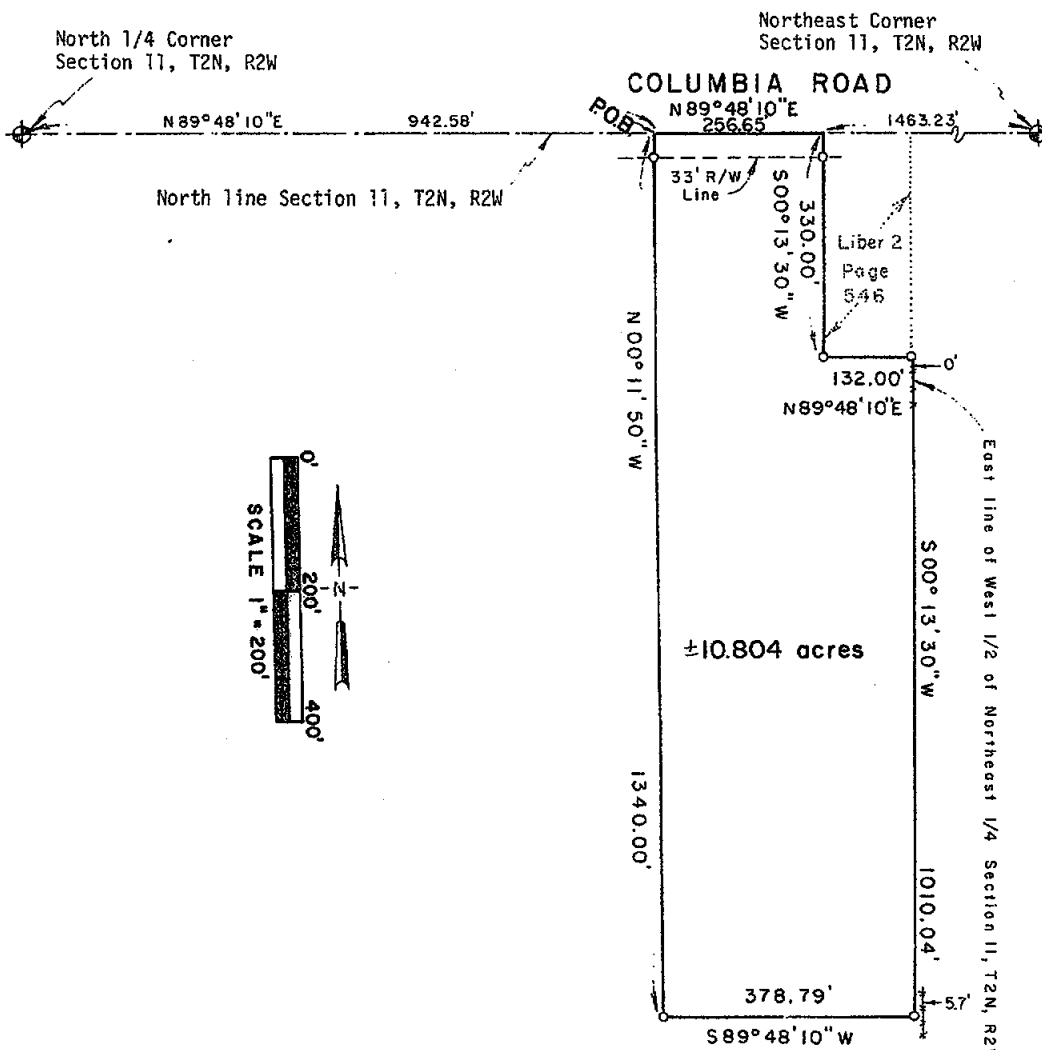 North 1/4 Corner
Section 11, T2N, R2W
Northeast Corner
Section 11, T2N, R2W
COLUMBIA ROAD
P.O.B.
N89°48'10"E
942.58'
N89°48'10"E
256.65'
1463.23'
North line Section 11, T2N, R2W
33' R/W
Line
330.00'
S00°13'30"W
Liber 2
Page
546
0'
132.00'
N89°48'10"E
N00°11'50"W
1340.00'
East line of West 1/2 of Northeast 1/4 Section 11, T2N,
S00°13'30"W
1010.04'
SCALE 1"=200'
0'
200'
400'
N
±10.804 acres
5.7'
378.79'
S89°48'10"W